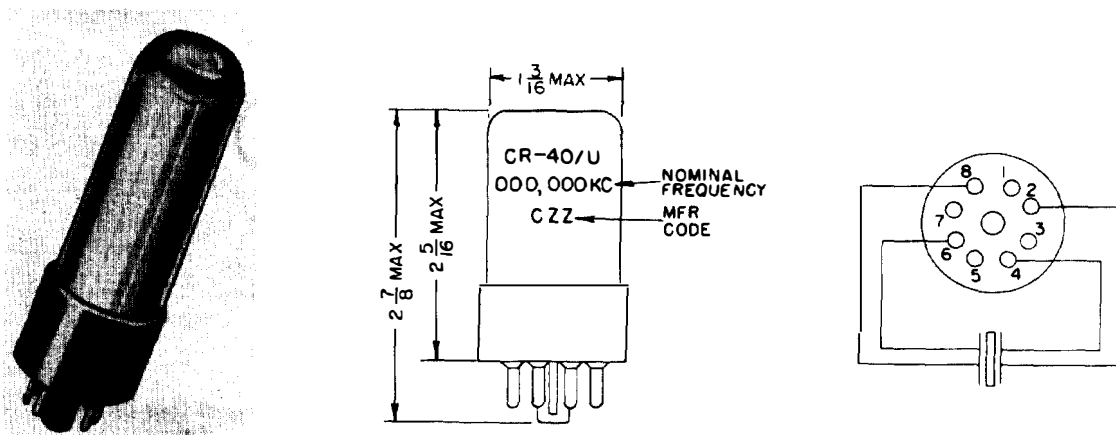 1 3/16 MAX
CR-40/U
000,000KC
CZZ
NOMINAL
FREQUENCY
MFR
CODE
2 5/16 MAX
2 7/8 MAX
8
1
2
7
3
6
5
4